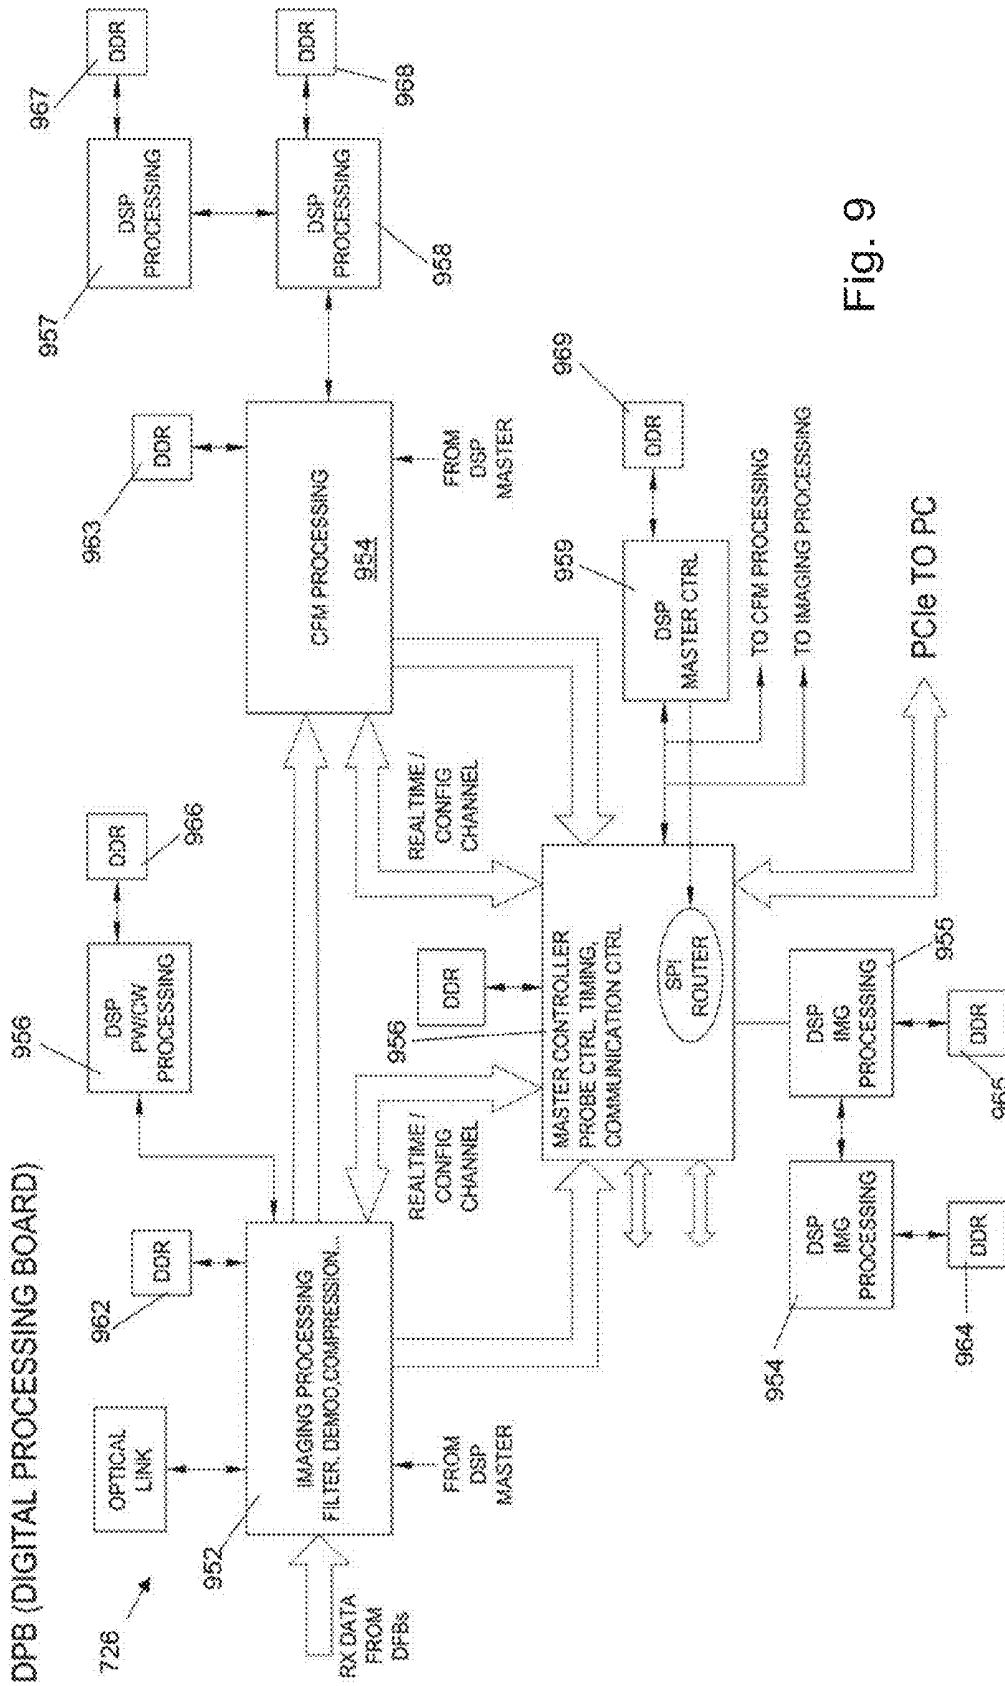 DPB (DIGITAL PROCESSING BOARD)
726
OPTICAL
LINK
962
DDR
956
DSP
PW/CW
PROCESSING
DDR
966
963
DDR
957
DSP
PROCESSING
967
DDR
952
IMAGING PROCESSING
FILTER, DEMOD, COMPRESSION...
RX DATA
FROM
DFBs
FROM
DSP
MASTER
CFM PROCESSING
954
FROM
DSP
MASTER
DSP
PROCESSING
958
DDR
968
REALTIME /
CONFIG
CHANNEL
REALTIME /
CONFIG
CHANNEL
DDR
956
MASTER CONTROLLER
PROBE CTRL, TIMING,
COMMUNICATION CTRL
SPI
ROUTER
959
DSP
MASTER CTRL
969
DDR
TO CFM PROCESSING
TO IMAGING PROCESSING
954
DSP
IMG
PROCESSING
DSP
IMG
PROCESSING
955
964
DDR
DDR
965
PCIe TO PC
Fig. 9